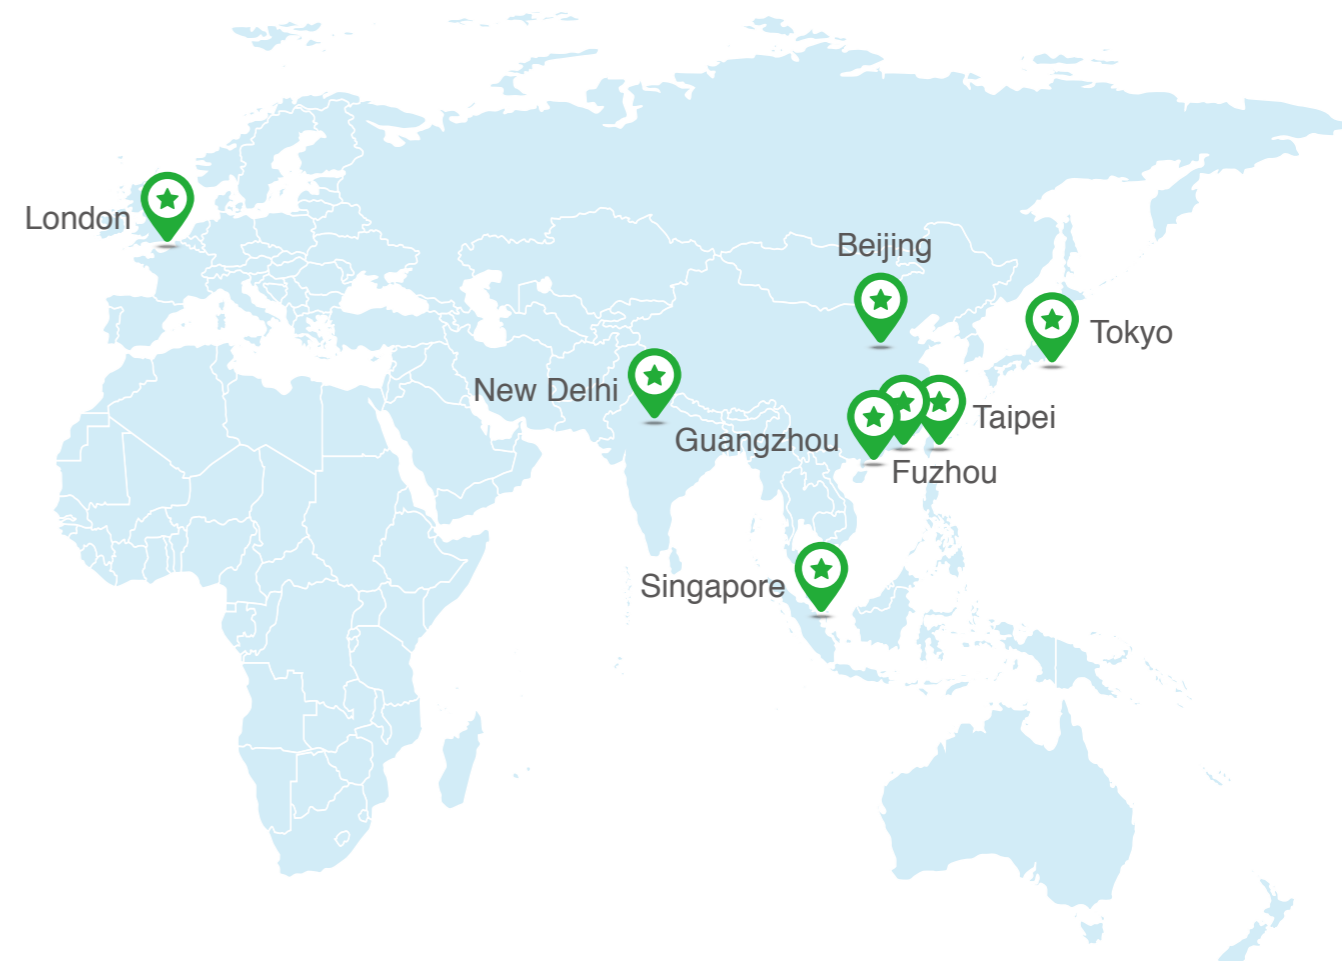 London
Beijing
Tokyo
New Delhi
Taipei
Guangzhou
Fuzhou
Singapore